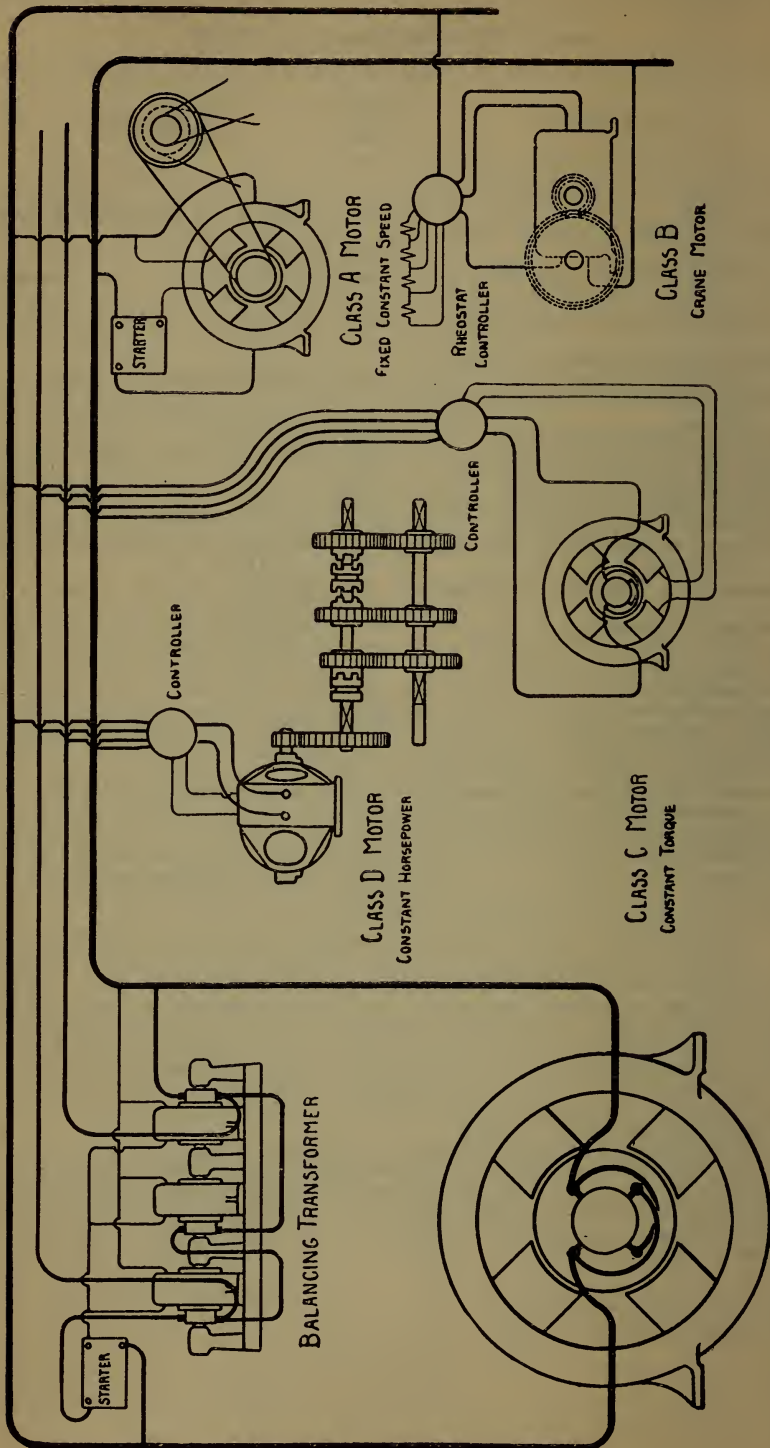 STARTER
BALANCING TRANSFORMER
CONTROLLER
CLASS D MOTOR
CONSTANT HORSEPOWER
STARTER
CLASS A MOTOR
FIXED CONSTANT SPEED
RHEOSTAT
CONTROLLER
CONTROLLER
CLASS B
CRANE MOTOR
CLASS C MOTOR
CONSTANT TORQUE